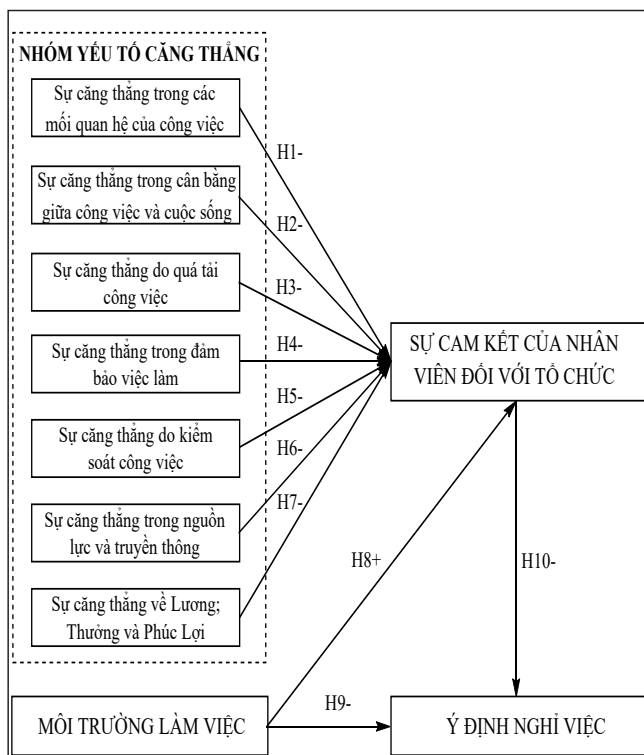 NHÓM YẾU TỐ CĂNG THẲNG
Sự căng thẳng trong các
mối quan hệ của công việc
H1-
Sự căng thẳng trong cân bằng
giữa công việc và cuộc sống
H2-
Sự căng thẳng do quá tải
công việc
H3-
Sự căng thẳng trong đảm
bảo việc làm
H4-
Sự căng thẳng do kiểm
soát công việc
H5-
Sự căng thẳng trong nguồn
lực và truyền thông
H6-
Sự căng thẳng về Lương;
Thưởng và Phúc Lợi
H7-
SỰ CAM KẾT CỦA NHÂN
VIÊN ĐỐI VỚI TỔ CHỨC
H8+
H10-
MÔI TRƯỜNG LÀM VIỆC
H9-
Ý ĐỊNH NGHỈ VIỆC